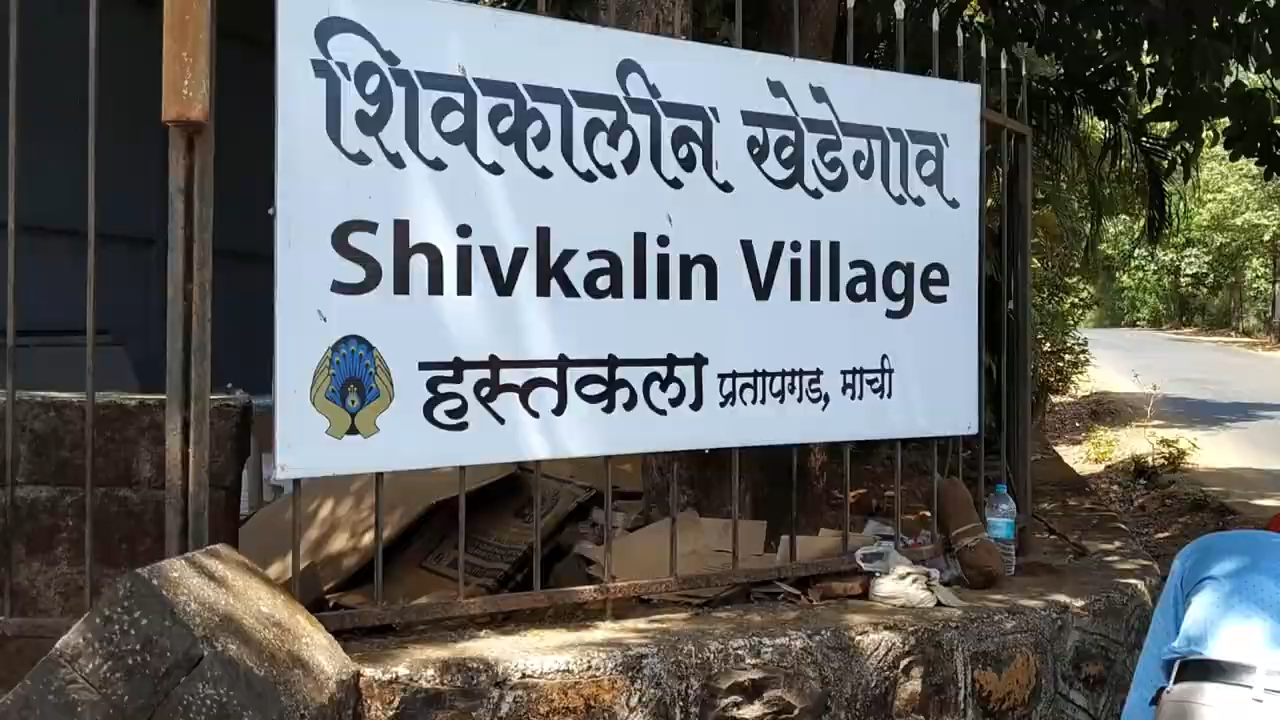 शिवकालीन खेडेगाव
Shivkalin Village
हस्तकला प्रतापगड, माची